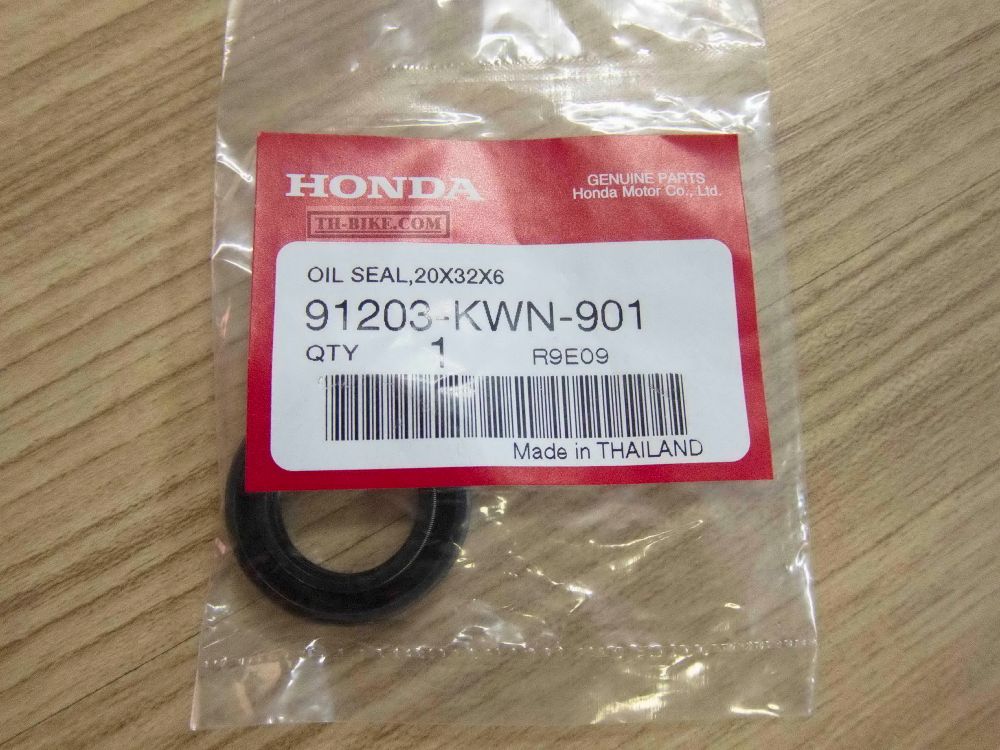 HONDA
GENUINE PARTS
Honda Motor Co., Ltd.
TH-BIKE.COM
OIL SEAL,20X32X6
91203-KWN-901
QTY 1 R9E09
Made in THAILAND